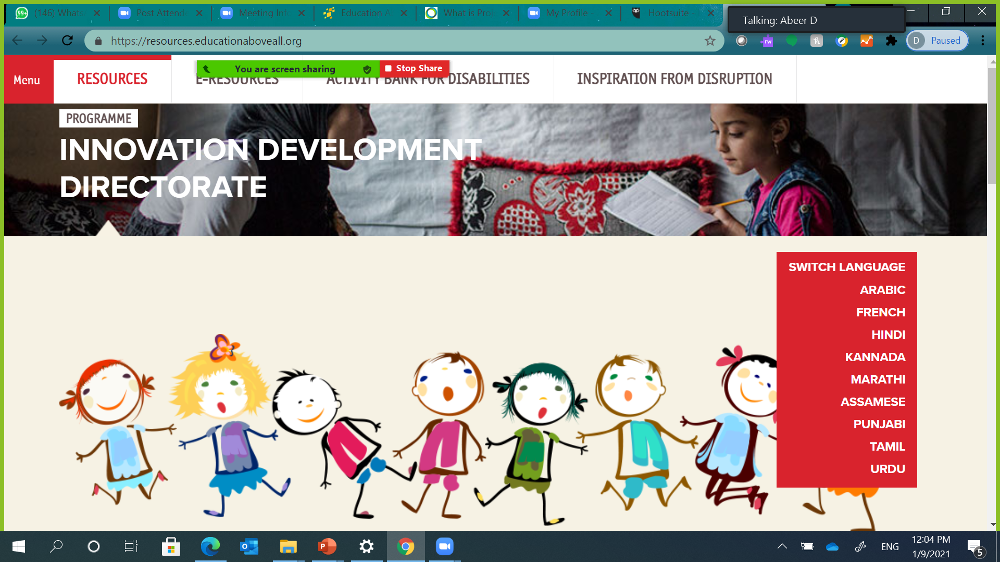 99+ (146) Whats
Post Attende
Meeting Info
Education A
What is Proj
My Profile
Hootsuite
Talking: Abeer D
https://resources.educationaboveall.org
rw
h
D Paused
Menu
RESOURCES
E-RESOURCES
ACTIVITY BANK FOR DISABILITIES
INSPIRATION FROM DISRUPTION
You are screen sharing
Stop Share
PROGRAMME
INNOVATION DEVELOPMENT
DIRECTORATE
SWITCH LANGUAGE
ARABIC
FRENCH
HINDI
KANNADA
MARATHI
ASSAMESE
PUNJABI
TAMIL
URDU
ENG
12:04 PM
1/9/2021
5